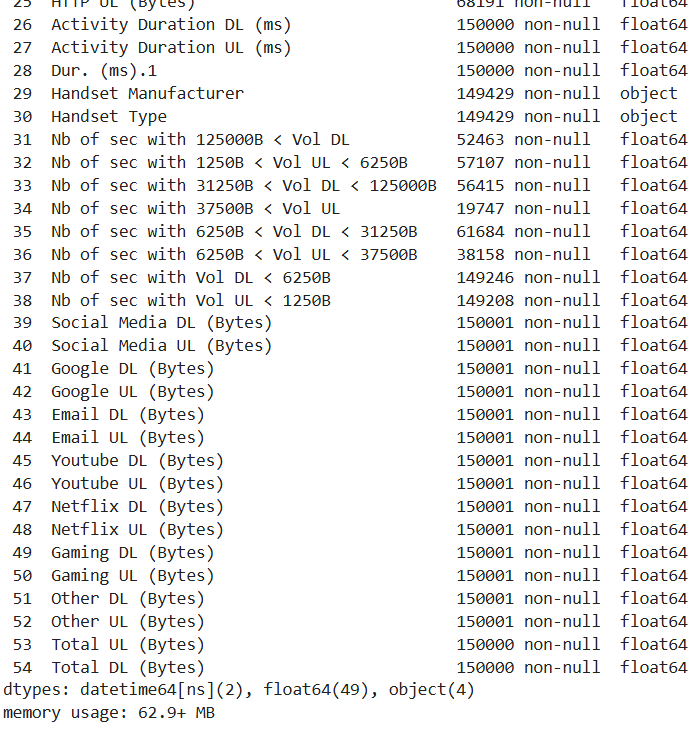 25 HTTP UL (Bytes) 68191 non-null float64
26 Activity Duration DL (ms) 150000 non-null float64
27 Activity Duration UL (ms) 150000 non-null float64
28 Dur. (ms).1 150000 non-null float64
29 Handset Manufacturer 149429 non-null object
30 Handset Type 149429 non-null object
31 Nb of sec with 125000B < Vol DL 52463 non-null float64
32 Nb of sec with 1250B < Vol UL < 6250B 57107 non-null float64
33 Nb of sec with 31250B < Vol DL < 125000B 56415 non-null float64
34 Nb of sec with 37500B < Vol UL 19747 non-null float64
35 Nb of sec with 6250B < Vol DL < 31250B 61684 non-null float64
36 Nb of sec with 6250B < Vol UL < 37500B 38158 non-null float64
37 Nb of sec with Vol DL < 6250B 149246 non-null float64
38 Nb of sec with Vol UL < 1250B 149208 non-null float64
39 Social Media DL (Bytes) 150001 non-null float64
40 Social Media UL (Bytes) 150001 non-null float64
41 Google DL (Bytes) 150001 non-null float64
42 Google UL (Bytes) 150001 non-null float64
43 Email DL (Bytes) 150001 non-null float64
44 Email UL (Bytes) 150001 non-null float64
45 Youtube DL (Bytes) 150001 non-null float64
46 Youtube UL (Bytes) 150001 non-null float64
47 Netflix DL (Bytes) 150001 non-null float64
48 Netflix UL (Bytes) 150001 non-null float64
49 Gaming DL (Bytes) 150001 non-null float64
50 Gaming UL (Bytes) 150001 non-null float64
51 Other DL (Bytes) 150001 non-null float64
52 Other UL (Bytes) 150001 non-null float64
53 Total UL (Bytes) 150000 non-null float64
54 Total DL (Bytes) 150000 non-null float64
dtypes: datetime64[ns](2), float64(49), object(4)
memory usage: 62.9+ MB